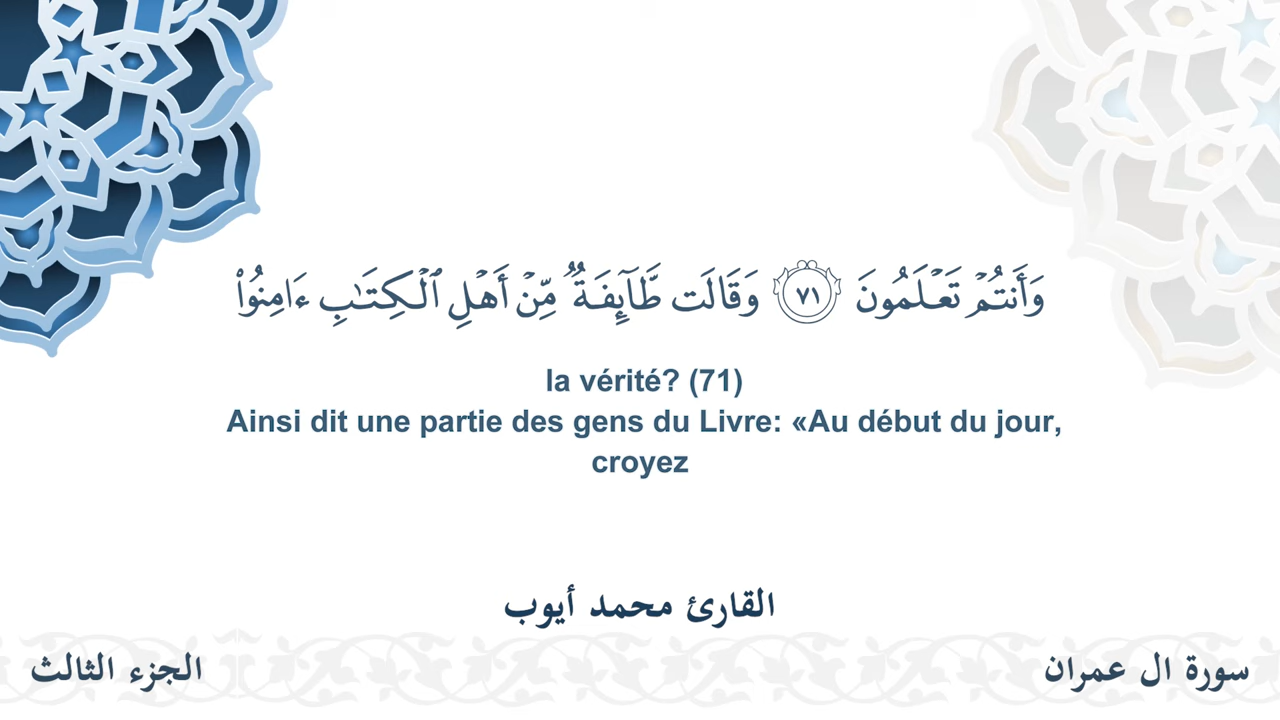 وَأَنتُمۡ تَعۡلَمُونَ ٧١ وَقَالَت طَّآئِفَةٞ مِّنۡ أَهۡلِ ٱلۡكِتَٰبِ ءَامِنُواْ
la vérité? (71)
Ainsi dit une partie des gens du Livre: «Au début du jour,
croyez
القارئ محمد أيوب
سورة ال عمران
الجزء الثالث